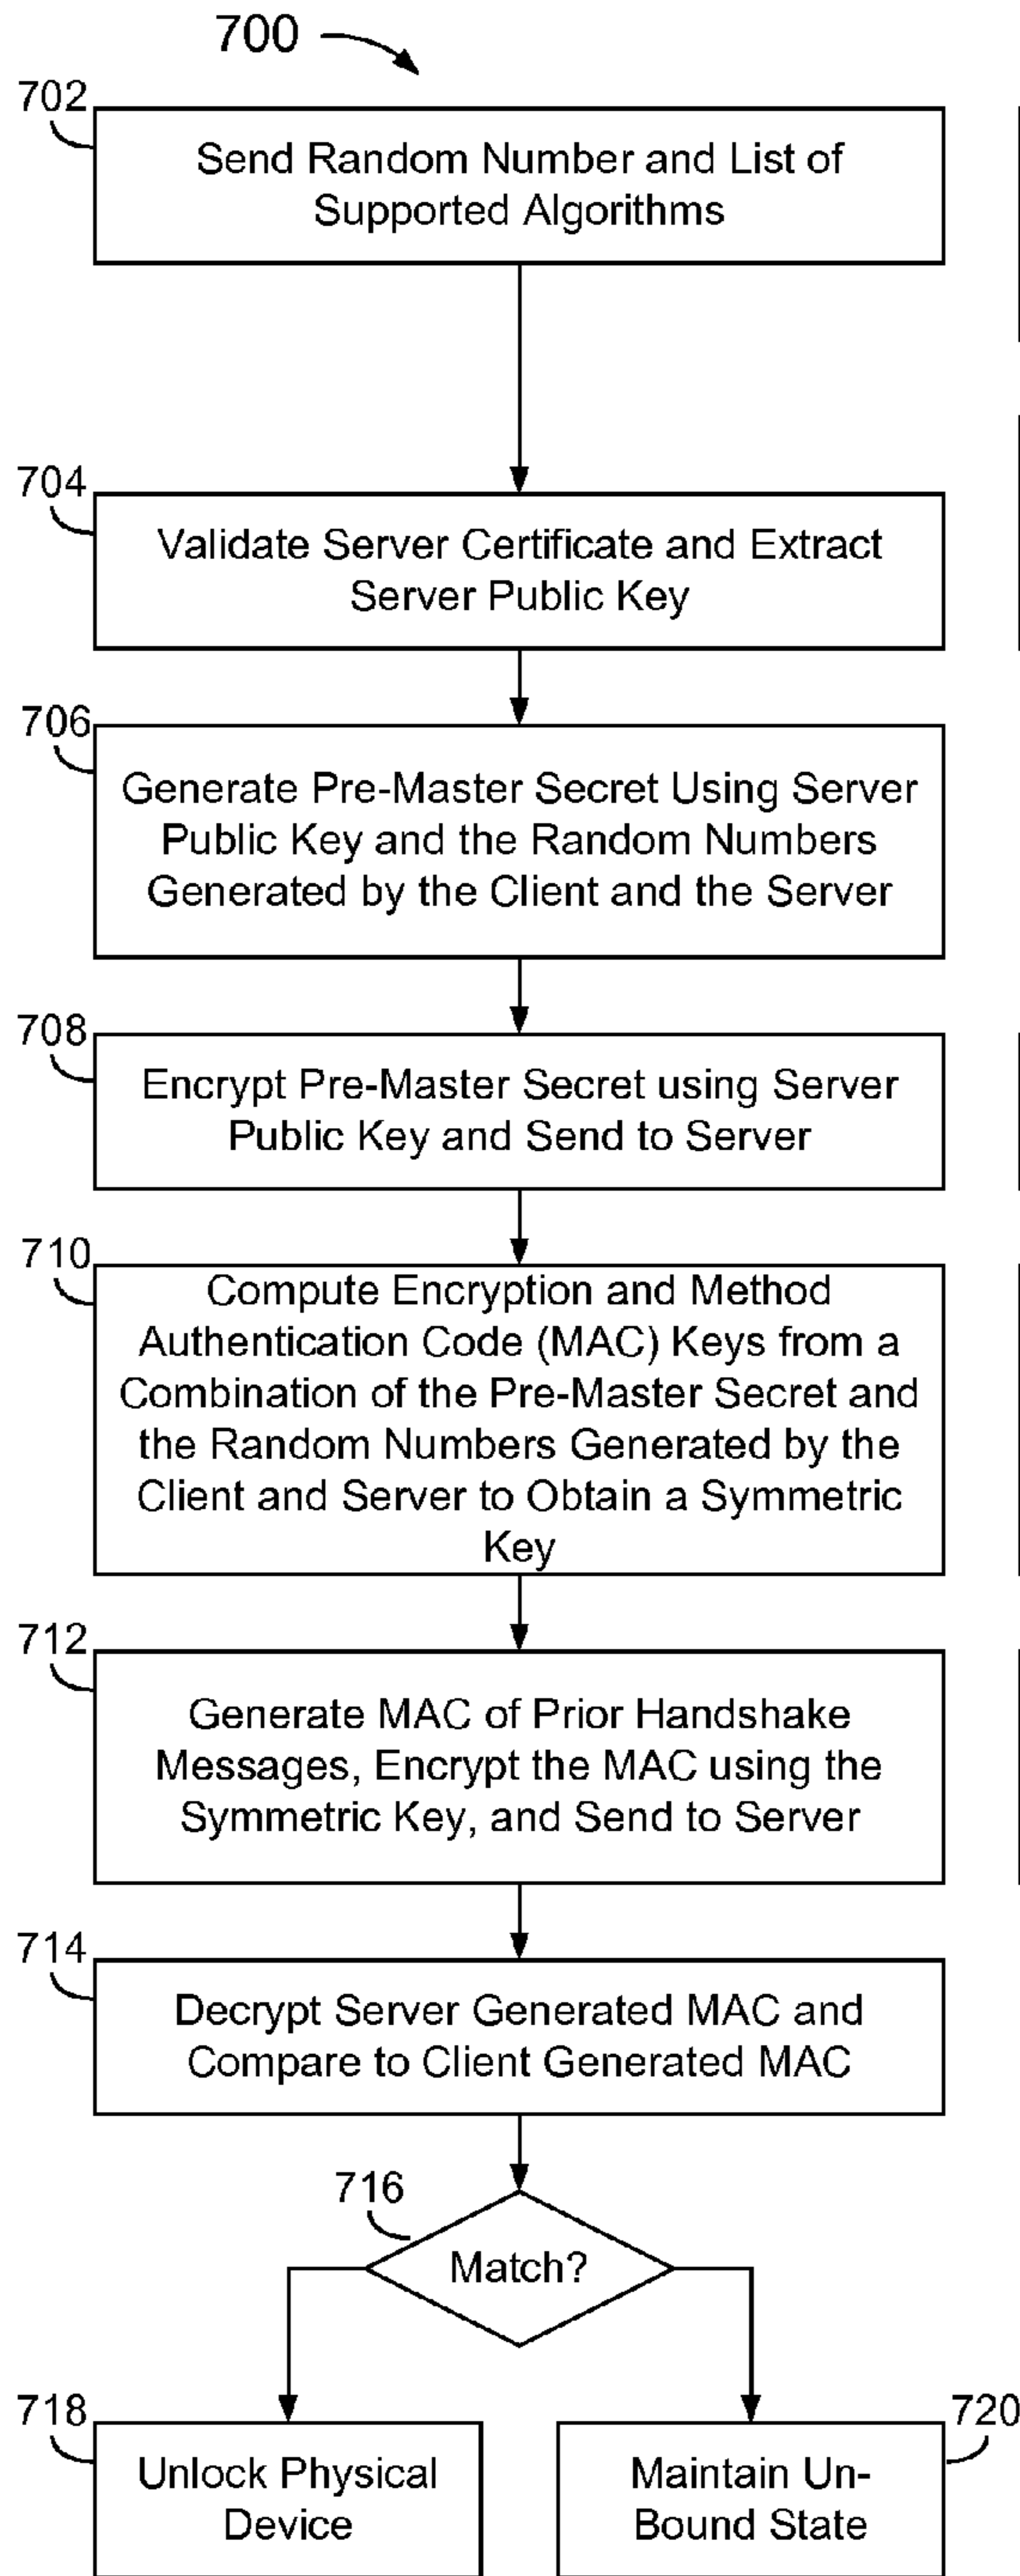 700
702
Send Random Number and List of
Supported Algorithms
704
Validate Server Certificate and Extract
Server Public Key
706
Generate Pre-Master Secret Using Server
Public Key and the Random Numbers
Generated by the Client and the Server
708
Encrypt Pre-Master Secret using Server
Public Key and Send to Server
710
Compute Encryption and Method
Authentication Code (MAC) Keys from a
Combination of the Pre-Master Secret and
the Random Numbers Generated by the
Client and Server to Obtain a Symmetric
Key
712
Generate MAC of Prior Handshake
Messages, Encrypt the MAC using the
Symmetric Key, and Send to Server
714
Decrypt Server Generated MAC and
Compare to Client Generated MAC
716
Match?
718
Unlock Physical
Device
720
Maintain Un-
Bound State